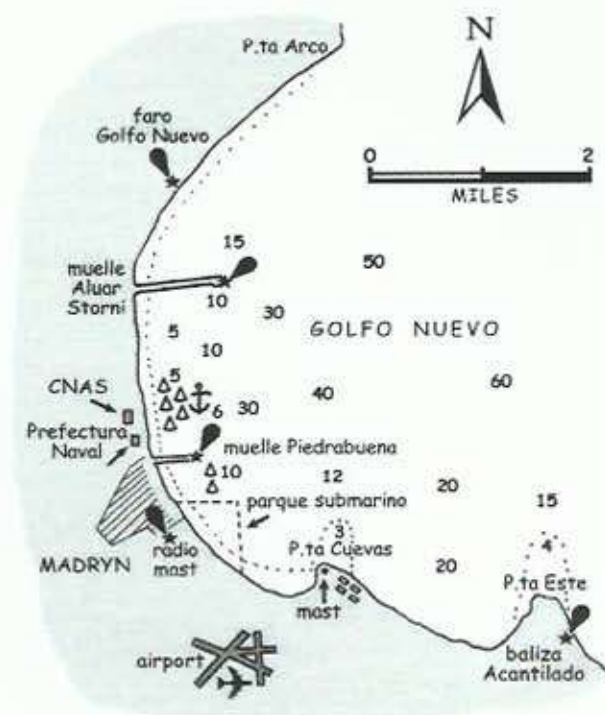 P.ta Arco
N
faro
Golfo Nuevo
0
2
MILES
15
50
muelle
Aluar
Storni
10
30
GOLFO NUEVO
5
10
60
CNAS
5
6
30
40
Prefectura
Naval
muelle Piedrabuena
10
12
20
15
parque submarino
3
4
MADRYN
radio
mast
P.ta Cuevas
20
P.ta Este
mast
airport
baliza
Acantilado